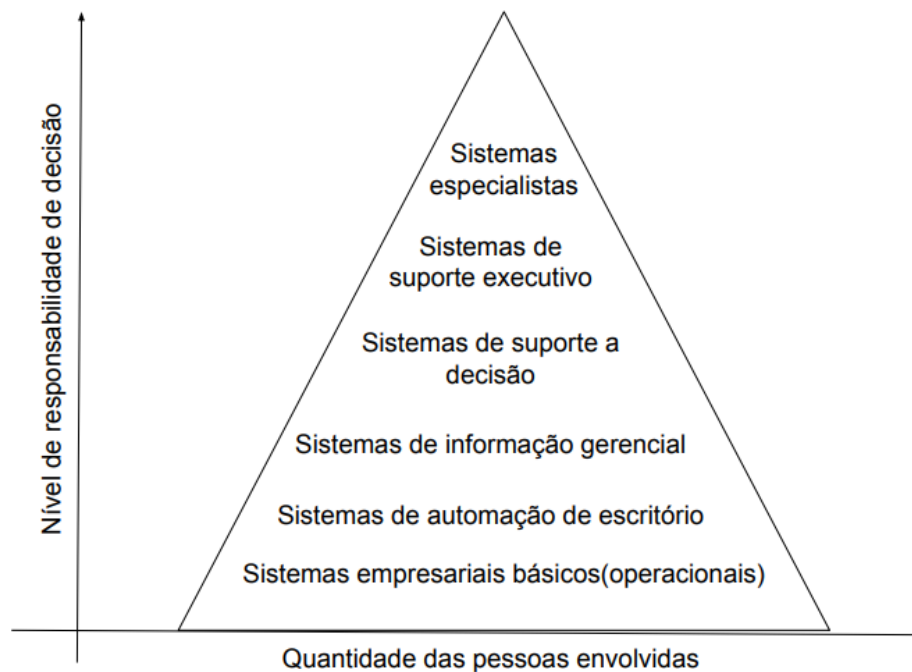 Nível de responsabilidade de decisão
Sistemas
especialistas
Sistemas de
suporte executivo
Sistemas de suporte a
decisão
Sistemas de informação gerencial
Sistemas de automação de escritório
Sistemas empresariais básicos(operacionais)
Quantidade das pessoas envolvidas